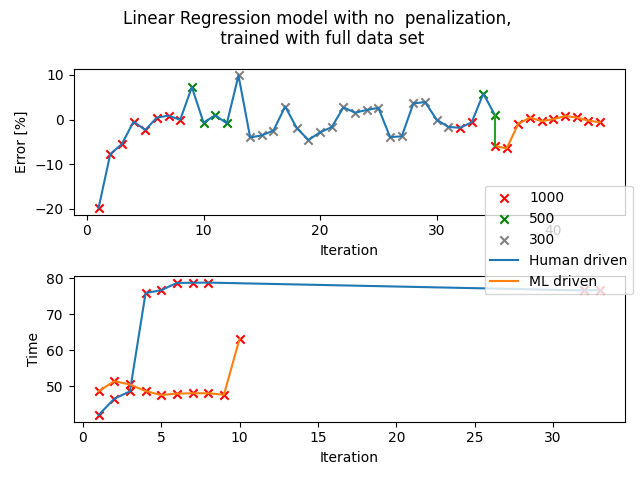 Linear Regression model with no  penalization,
trained with full data set
10
0
−10
−20
Error [%]
0
10
20
30
40
Iteration
1000
500
300
Human driven
ML driven
80
70
60
50
Time
0
5
10
15
20
25
30
Iteration